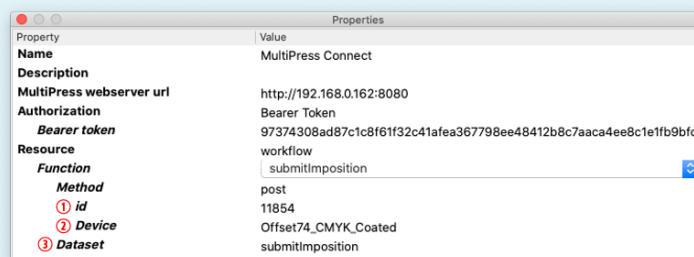 Properties
Property Value
Name MultiPress Connect
Description
MultiPress webserver url http://192.168.0.162:8080
Authorization Bearer Token
Bearer token 97374308ad87c1c8f61f32c41afea367798ee48412b8c7aaca4ee8c1e1fb9bfc
Resource workflow
Function submitImposition
Method post
① id 11854
② Device Offset74_CMYK_Coated
③ Dataset submitImposition